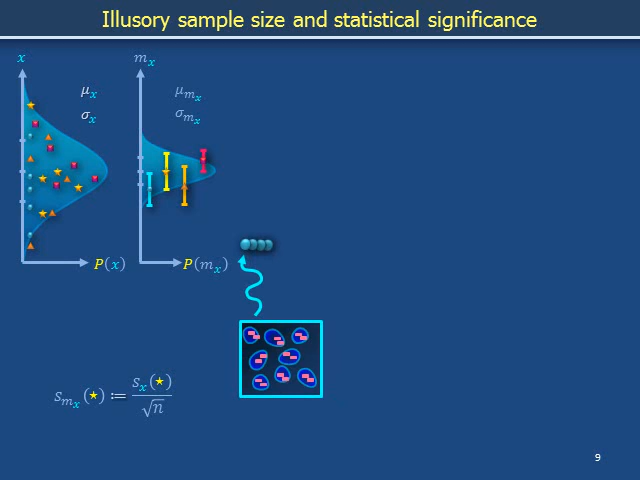 Illusory sample size and statistical significance
x
μx
σx
P(x)
mx
μmx
σmx
P(mx)
smx(★) ≔ sx(★)/√n
9